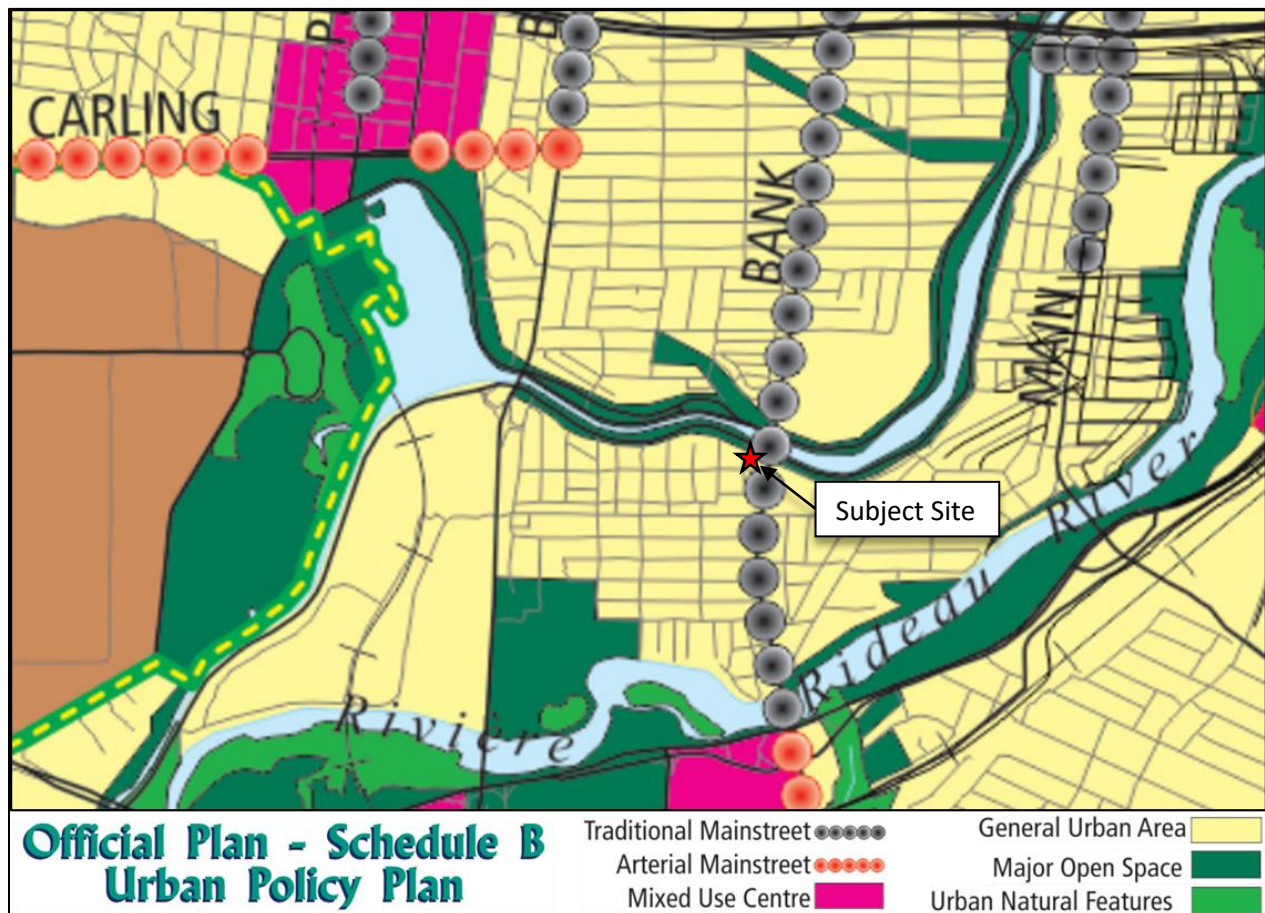 CARLING
P
B
BANK
MAIN
Subject Site
Rideau River
Rivière
Official Plan - Schedule B
Urban Policy Plan
Traditional Mainstreet
Arterial Mainstreet
Mixed Use Centre
General Urban Area
Major Open Space
Urban Natural Features